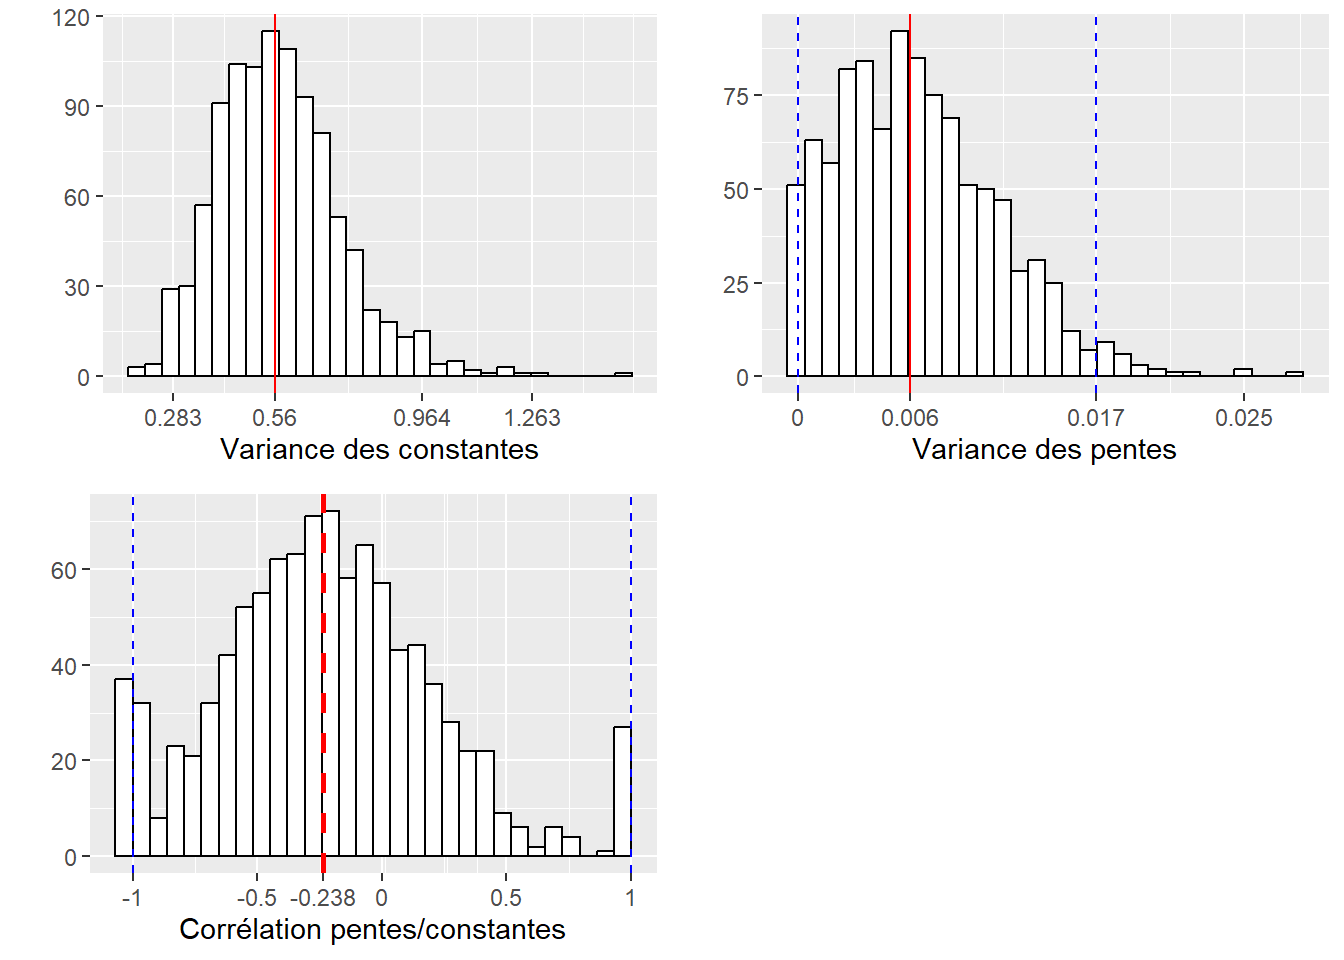 120
90
60
30
0
0.283 0.56 0.964 1.263
Variance des constantes
75
50
25
0
0 0.006 0.017 0.025
Variance des pentes
60
40
20
0
-1 -0.5 -0.238 0 0.5 1
Corrélation pentes/constantes